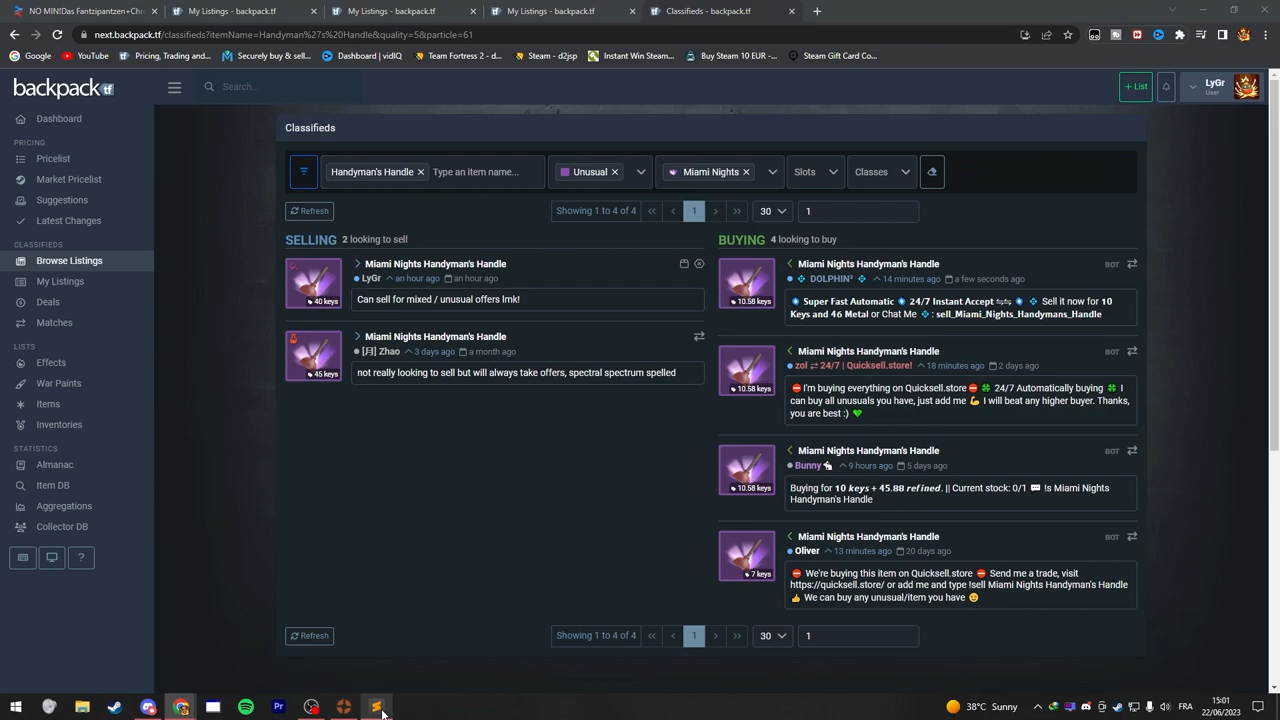 NO MIN!Das Fantizpantzen+Chr
My Listings - backpack.tf
My Listings - backpack.tf
My Listings - backpack.tf
Classifieds - backpack.tf
next.backpack.tf/classifieds?itemName=Handyman%27s%20Handle&quality=5&particle=61
Google
YouTube
Pricing, Trading and...
Securely buy & sell...
Dashboard | vidIQ
Team Fortress 2 - d...
Steam - d2jsp
Instant Win Steam...
Buy Steam 10 EUR -...
Steam Gift Card Co...
backpack tf
Search...
+ List
LyGr
User
Dashboard
PRICING
Pricelist
Market Pricelist
Suggestions
Latest Changes
CLASSIFIEDS
Browse Listings
My Listings
Deals
Matches
LISTS
Effects
War Paints
Items
Inventories
STATISTICS
Almanac
Item DB
Aggregations
Collector DB
?
Classifieds
Handyman's Handle
Type an item name...
Unusual
Miami Nights
Slots
Classes
Refresh
Showing 1 to 4 of 4
1
30
1
SELLING 2 looking to sell
Miami Nights Handyman's Handle
LyGr an hour ago an hour ago
40 keys
Can sell for mixed / unusual offers lmk!
Miami Nights Handyman's Handle
[月] Zhao 3 days ago a month ago
45 keys
not really looking to sell but will always take offers, spectral spectrum spelled
BUYING 4 looking to buy
Miami Nights Handyman's Handle BOT
DOLPHIN² 14 minutes ago a few seconds ago
10.58 keys
Super Fast Automatic 24/7 Instant Accept Sell it now for 10
Keys and 46 Metal or Chat Me : sell_Miami_Nights_Handymans_Handle
Miami Nights Handyman's Handle BOT
zol ⇄ 24/7 | Quicksell.store! 18 minutes ago 2 days ago
10.58 keys
⛔I'm buying everything on Quicksell.store⛔ 🍀 24/7 Automatically buying 🍀 I
can buy all unusuals you have, just add me 💪 I will beat any higher buyer. Thanks,
you are best :) 💚
Miami Nights Handyman's Handle BOT
Bunny🐇 9 hours ago 5 days ago
10.58 keys
Buying for 10 keys + 45.88 refined. || Current stock: 0/1 💬 !s Miami Nights
Handyman's Handle
Miami Nights Handyman's Handle BOT
Oliver 13 minutes ago 20 days ago
7 keys
⛔ We're buying this item on Quicksell.store ⛔ Send me a trade, visit
https://quicksell.store/ or add me and type !sell Miami Nights Handyman's Handle
👍 We can buy any unusual/item you have 😉
Refresh
Showing 1 to 4 of 4
1
30
1
Pr
38°C Sunny
FRA
15:01
22/06/2023